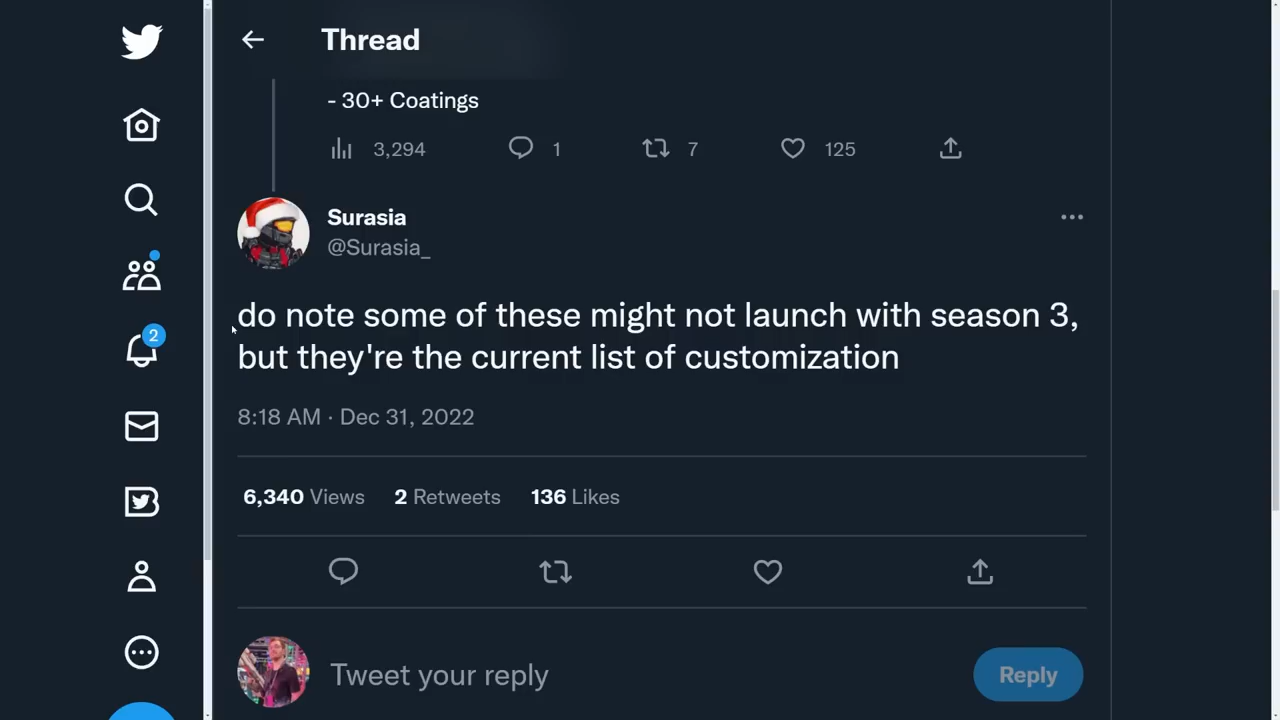 Thread
- 30+ Coatings
3,294 1 7 125
Surasia
@Surasia_
do note some of these might not launch with season 3,
but they're the current list of customization
8:18 AM · Dec 31, 2022
2
6,340 Views 2 Retweets 136 Likes
Tweet your reply
Reply